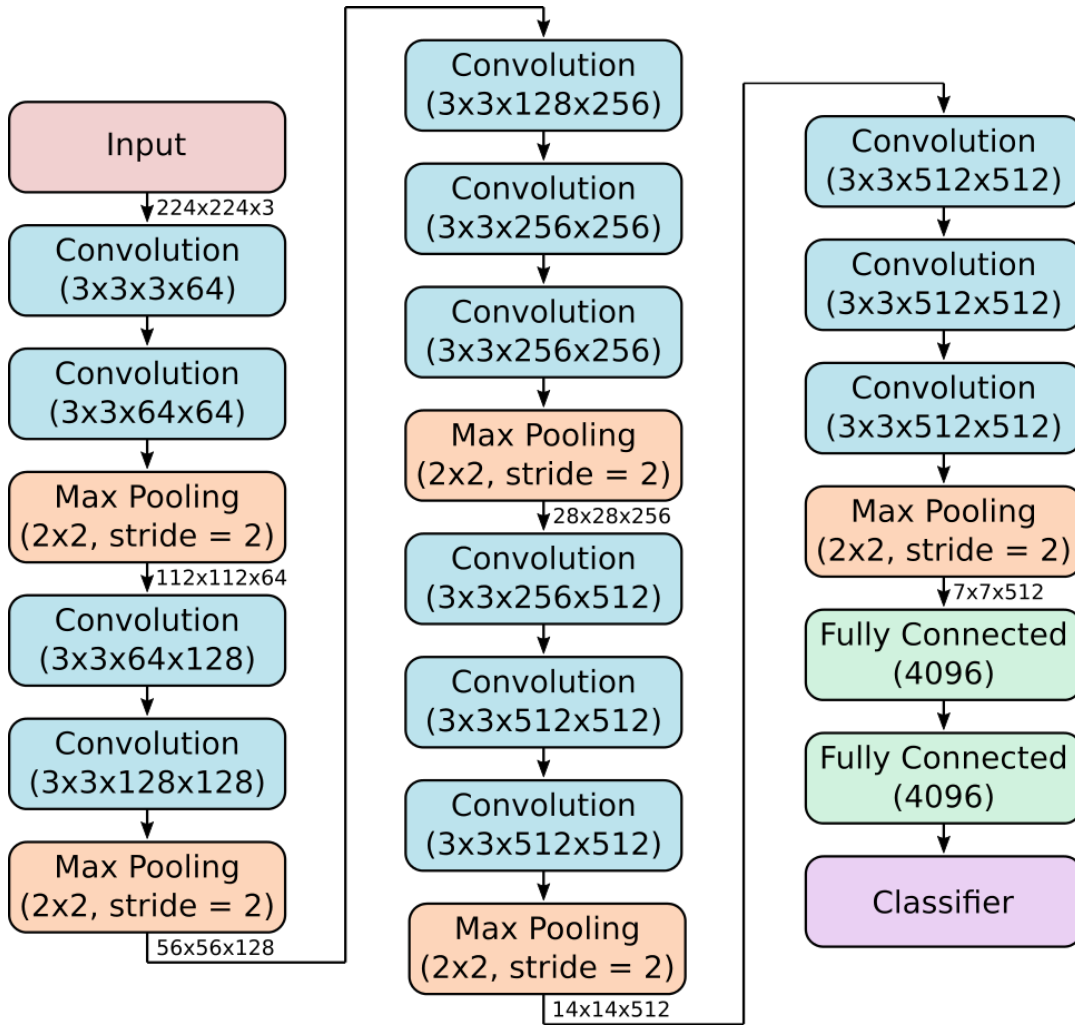 Input
224x224x3
Convolution
(3x3x3x64)
Convolution
(3x3x64x64)
Max Pooling
(2x2, stride = 2)
112x112x64
Convolution
(3x3x64x128)
Convolution
(3x3x128x128)
Max Pooling
(2x2, stride = 2)
56x56x128
Convolution
(3x3x128x256)
Convolution
(3x3x256x256)
Convolution
(3x3x256x256)
Max Pooling
(2x2, stride = 2)
28x28x256
Convolution
(3x3x256x512)
Convolution
(3x3x512x512)
Convolution
(3x3x512x512)
Max Pooling
(2x2, stride = 2)
14x14x512
Convolution
(3x3x512x512)
Convolution
(3x3x512x512)
Convolution
(3x3x512x512)
Max Pooling
(2x2, stride = 2)
7x7x512
Fully Connected
(4096)
Fully Connected
(4096)
Classifier